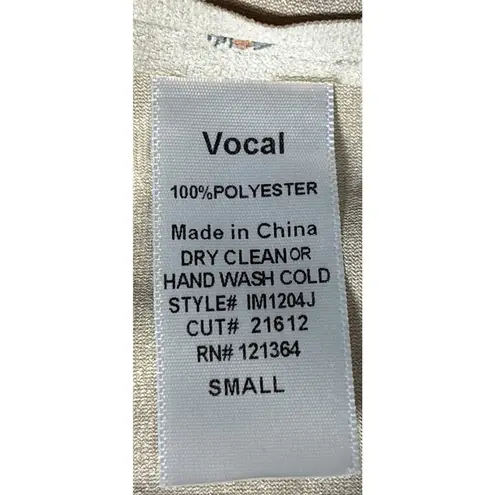 Vocal
100%POLYESTER
Made in China
DRY CLEAN OR
HAND WASH COLD
STYLE# IM1204J
CUT# 21612
RN# 121364
SMALL